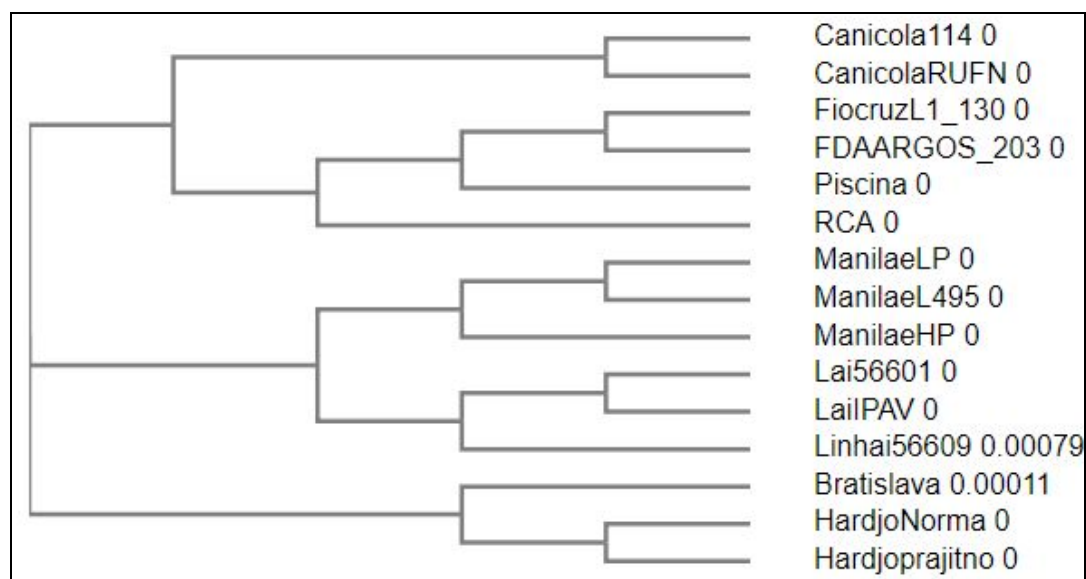 Canicola114 0
CanicolaRUFN 0
FiocruzL1_130 0
FDAARGOS_203 0
Piscina 0
RCA 0
ManilaeLP 0
ManilaeL495 0
ManilaeHP 0
Lai56601 0
LaiIPAV 0
Linhai56609 0.00079
Bratislava 0.00011
HardjoNorma 0
Hardjoprajitno 0